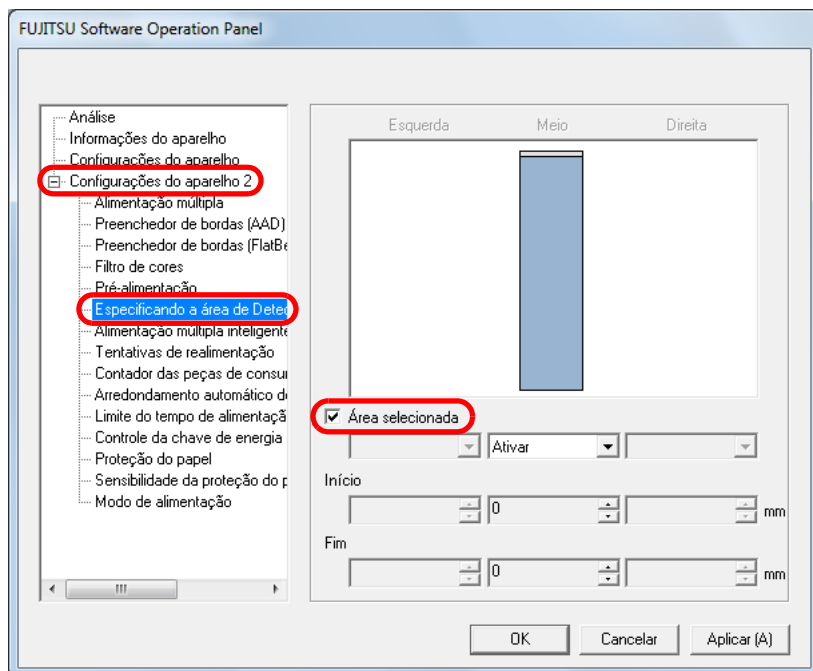 FUJITSU Software Operation Panel
Análise
Informações do aparelho
Configurações do aparelho
Configurações do aparelho 2
Alimentação múltipla
Preenchedor de bordas (AAD)
Preenchedor de bordas (FlatBe
Filtro de cores
Pré-alimentação
Especificando a área de Detec
Alimentação múltipla inteligente
Tentativas de realimentação
Contador das peças de consu
Arredondamento automático d
Limite do tempo de alimentaçã
Controle da chave de energia
Proteção do papel
Sensibilidade da proteção do p
Modo de alimentação
Esquerda Meio Direita
Área selecionada
Ativar
Início
0 mm
Fim
0 mm
OK Cancelar Aplicar (A)